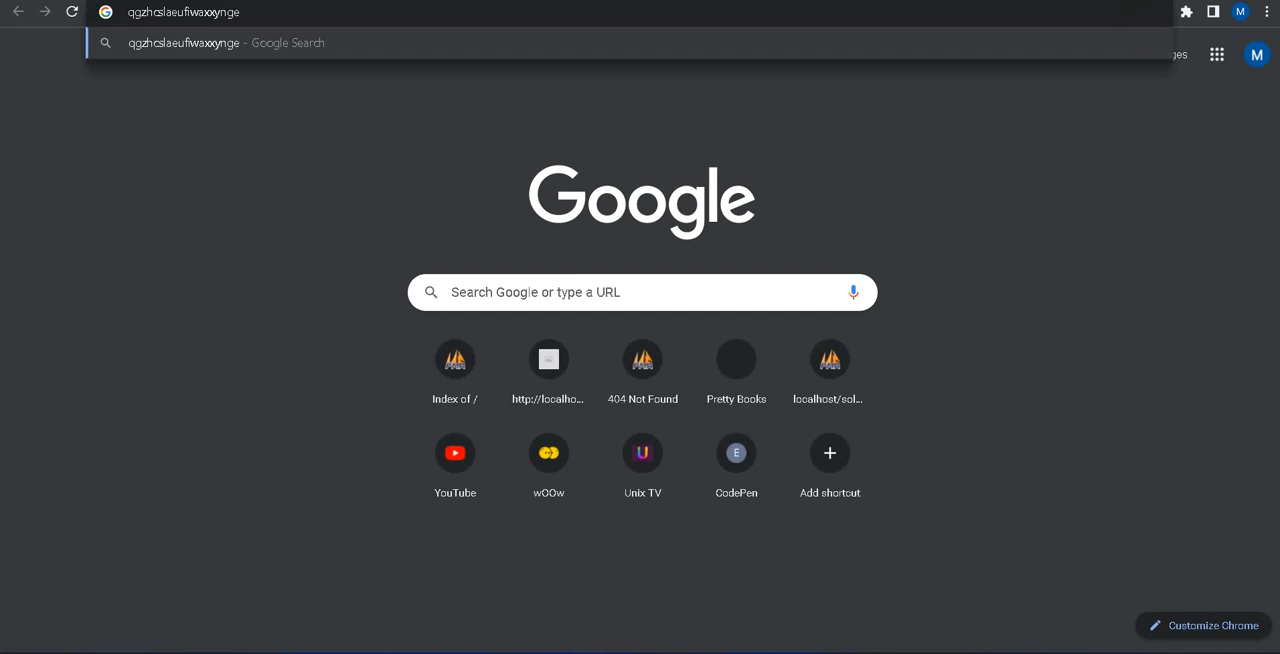 qgzhcslaeufiwaxxynge
M
qgzhcslaeufiwaxxynge - Google Search
M
Google
Search Google or type a URL
Index of /
http://localho...
404 Not Found
Pretty Books
localhost/sol...
E
YouTube
wOOw
Unix TV
CodePen
Add shortcut
Customize Chrome